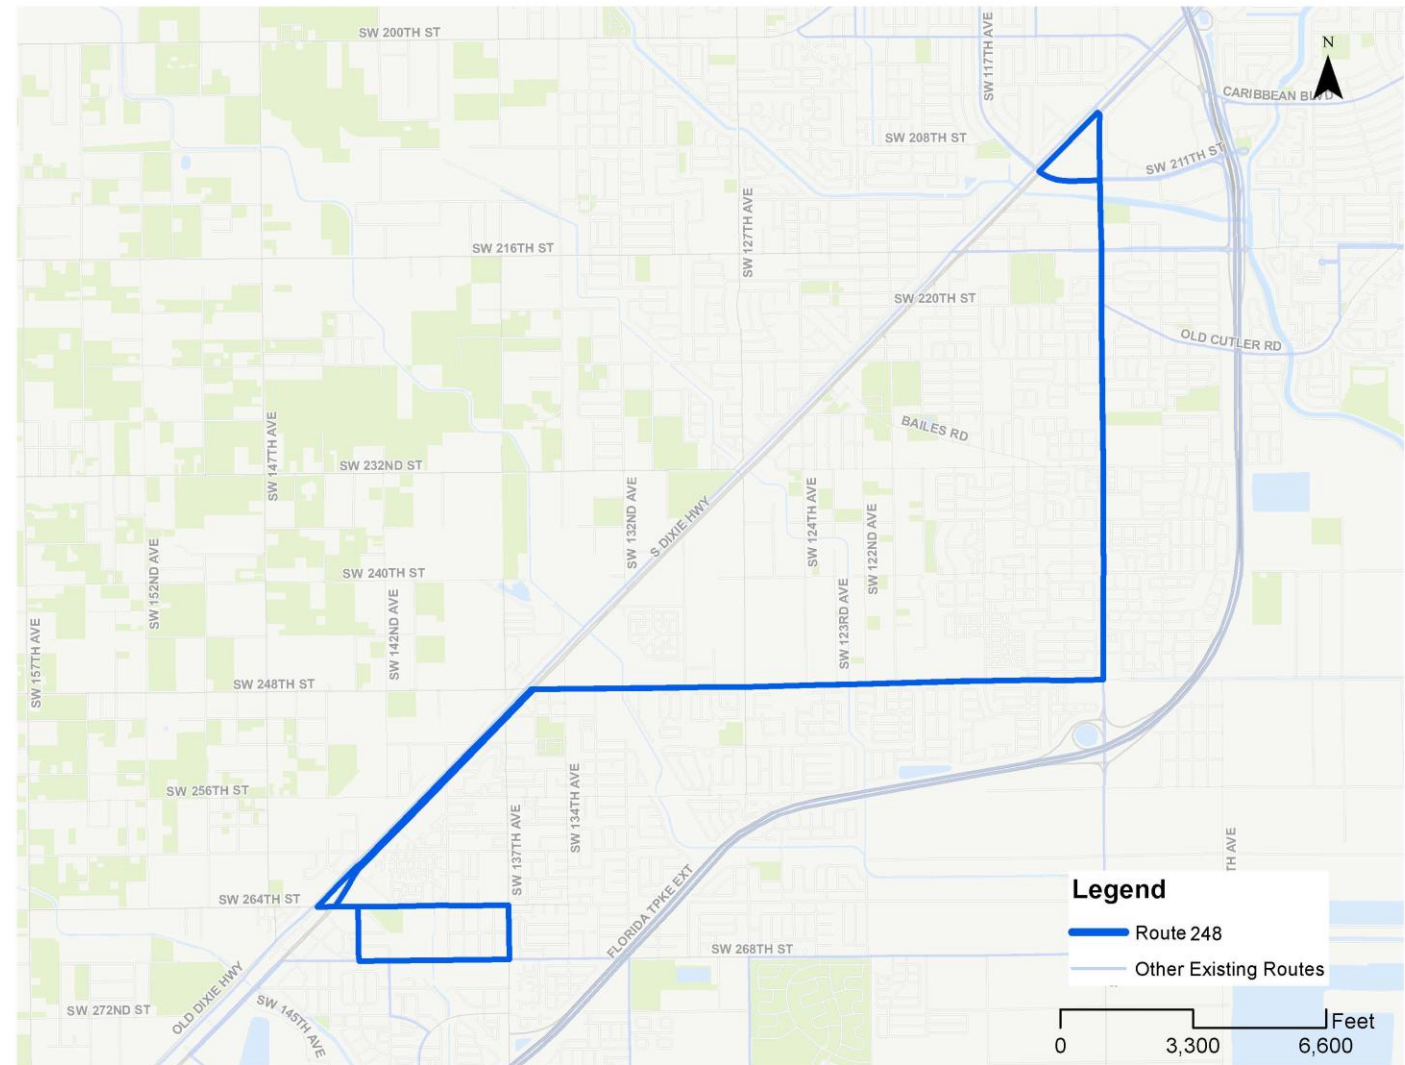 SW 200TH ST
SW 117TH AVE
N
CARIBBEAN BLVD
SW 208TH ST
SW 211TH ST
SW 127TH AVE
SW 216TH ST
SW 220TH ST
OLD CUTLER RD
BAILES RD
SW 147TH AVE
SW 232ND ST
SW 132ND AVE
S DIXIE HWY
SW 124TH AVE
SW 122ND AVE
SW 152ND AVE
SW 240TH ST
SW 142ND AVE
SW 123RD AVE
SW 157TH AVE
SW 248TH ST
SW 256TH ST
SW 134TH AVE
SW 137TH AVE
TH AVE
SW 264TH ST
FLORIDA TPKE EXT
SW 268TH ST
OLD DIXIE HWY
SW 272ND ST
SW 145TH AVE
Legend
Route 248
Other Existing Routes
Feet
0 3,300 6,600